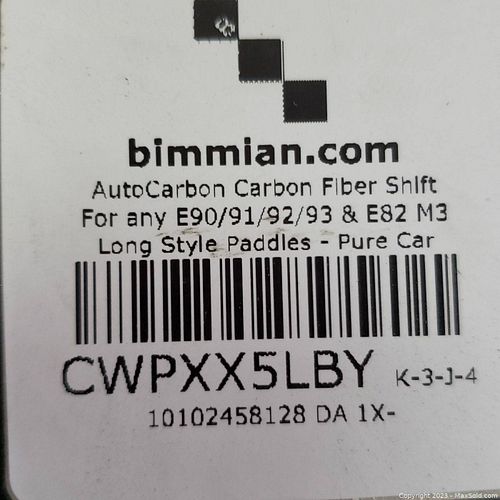 bimmian.com
AutoCarbon Carbon Fiber Shift
For any E90/91/92/93 & E82 M3
Long Style Paddles - Pure Car
CWPXX5LBY K-3-J-4
10102458128 DA 1X-
Copyright 2023 - MaxSold.com